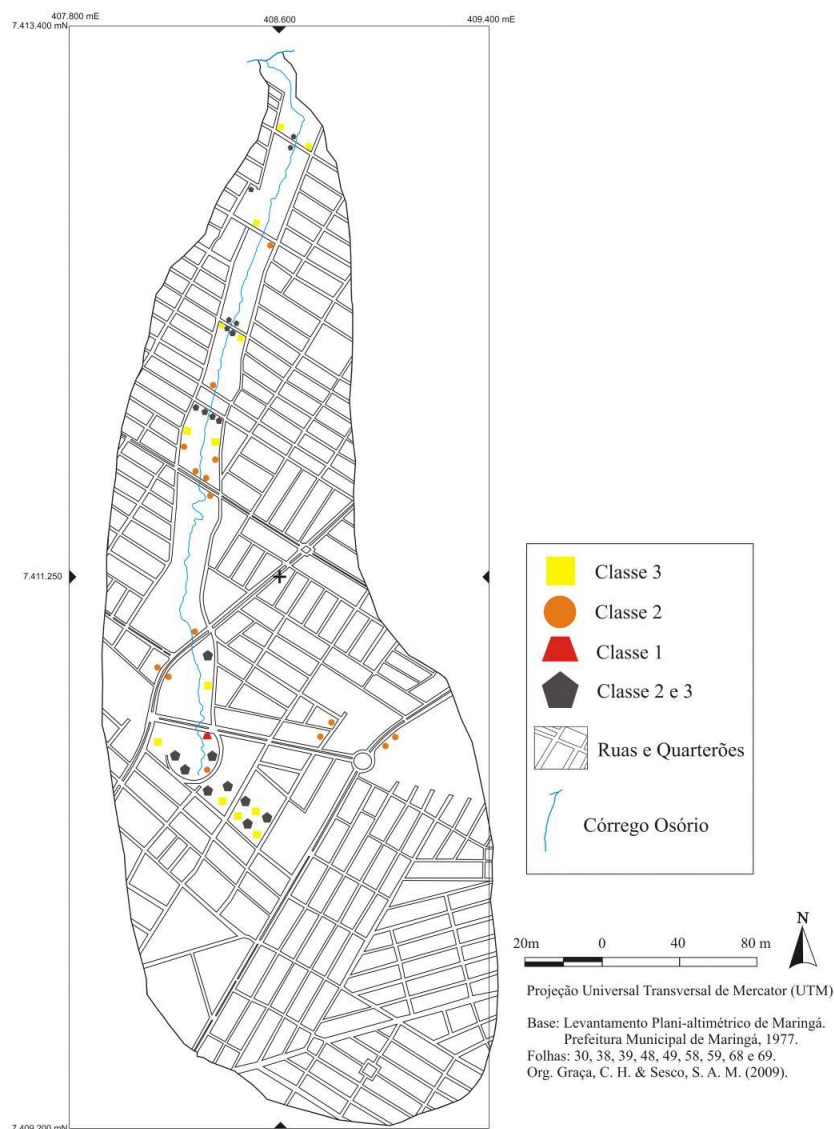 407.800 mE
408.600
409.400 mE
7.413.400 mN
7.411.250
Classe 3
Classe 2
Classe 1
Classe 2 e 3
Ruas e Quarterões
Córrego Osório
N
20m 0 40 80 m
Projeção Universal Transversal de Mercator (UTM)
Base: Levantamento Plani-altimétrico de Maringá.
Prefeitura Municipal de Maringá, 1977.
Folhas: 30, 38, 39, 48, 49, 58, 59, 68 e 69.
Org. Graça, C. H. & Sesco, S. A. M. (2009).
7.409.200 mN